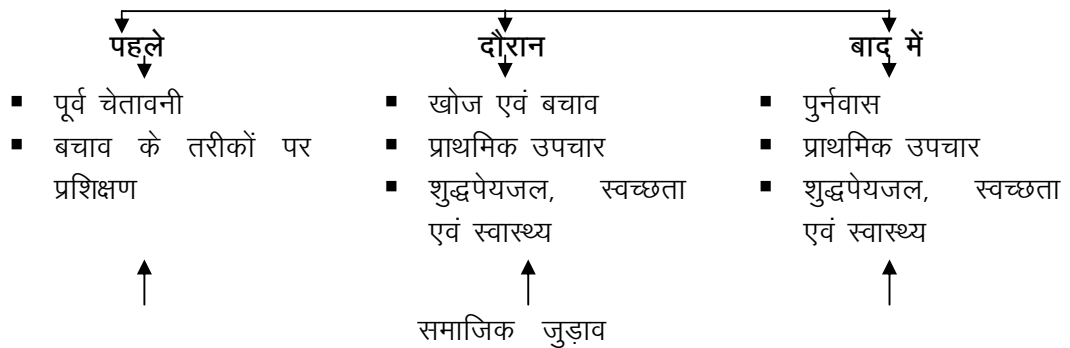 पहले
दौरान
बाद में
▪ पूर्व चेतावनी
▪ बचाव के तरीकों पर
प्रशिक्षण
▪ खोज एवं बचाव
▪ प्राथमिक उपचार
▪ शुद्धपेयजल, स्वच्छता
एवं स्वास्थ्य
▪ पुर्नवास
▪ प्राथमिक उपचार
▪ शुद्धपेयजल, स्वच्छता
एवं स्वास्थ्य
समाजिक जुड़ाव